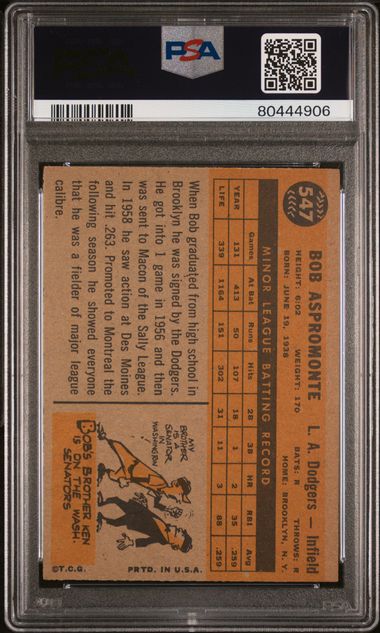 PSA
80444906
547
BOB ASPROMONTE L. A. Dodgers — Infield
HEIGHT: 6:02 WEIGHT: 170 BATS: R THROWS: R
BORN: JUNE 19, 1938 HOME: BROOKLYN, N. Y.
MINOR LEAGUE BATTING RECORD
Games At Bat Runs Hits 2B 3B HR RBI Avg
YEAR 131 413 50 107 18 1 2 35 .259
LIFE 339 1164 151 302 31 11 3 88 .259
When Bob graduated from high school in
Brooklyn he was signed by the Dodgers.
He got into 1 game in 1956 and then
was sent to Macon of the Sally League.
In 1958 he saw action at Des Moines
and hit .263. Promoted to Montreal the
following season he showed everyone
that he was a fielder of major league
calibre.
MY
BROTHER
IS A
SENATOR
IN
WASHINGTON!
BOB'S BROTHER KEN
IS ON THE WASH.
SENATORS
©T.C.G. PRTD. IN U.S.A.